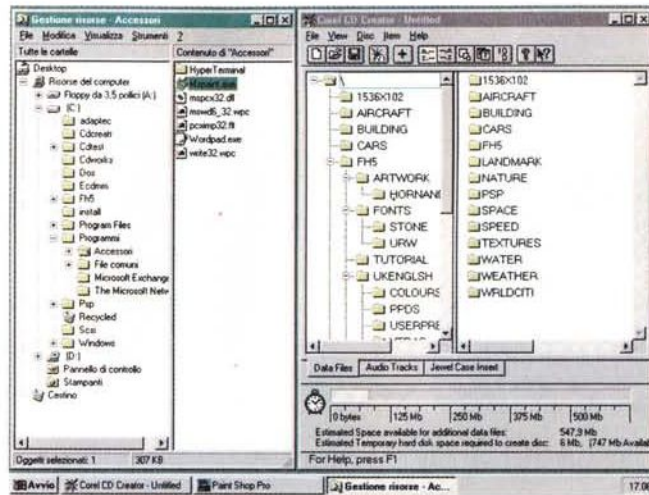 Gestione risorse - Accessori
File Modifica Visualizza Strumenti ?
Tutte le cartelle
Contenuto di "Accessori"
Desktop
Risorse del computer
Floppy da 3,5 pollici (A:)
(C:)
adaptec
Cdcreatr
Cdtest
Cdworks
Dos
Ecdmm
Fh5
install
Program Files
Programmi
Accessori
File comuni
Microsoft Exchange
The Microsoft Netw
Psp
Recycled
Scsi
Windows
(D:)
Pannello di controllo
Stampanti
Cestino
HyperTerminal
Mspaint.exe
mspcx32.dll
mswd6_32.wpc
pcximp32.flt
Wordpad.exe
write32.wpc
Oggetti selezionati: 1
307 KB
Corel CD Creator - Untitled
File View Disc Item Help
\
1536X102
AIRCRAFT
BUILDING
CARS
FH5
ARTWORK
HORNANS
FONTS
STONE
URW
TUTORIAL
UKENGLSH
COLOURS
PPDS
USERPRE
1536X102
AIRCRAFT
BUILDING
CARS
FH5
LANDMARK
NATURE
PSP
SPACE
SPEED
TEXTURES
WATER
WEATHER
WRLDCITI
Data Files
Audio Tracks
Jewel Case Insert
0 bytes 125 Mb 250 Mb 375 Mb 500 Mb
Estimated Space available for additional data files: 547,9 Mb
Estimated Temporary hard disk space required to create disc: 6 Mb, (747 Mb Availa
For Help, press F1
Avvio
Corel CD Creator - Untitled
Paint Shop Pro
Gestione risorse - Ac...